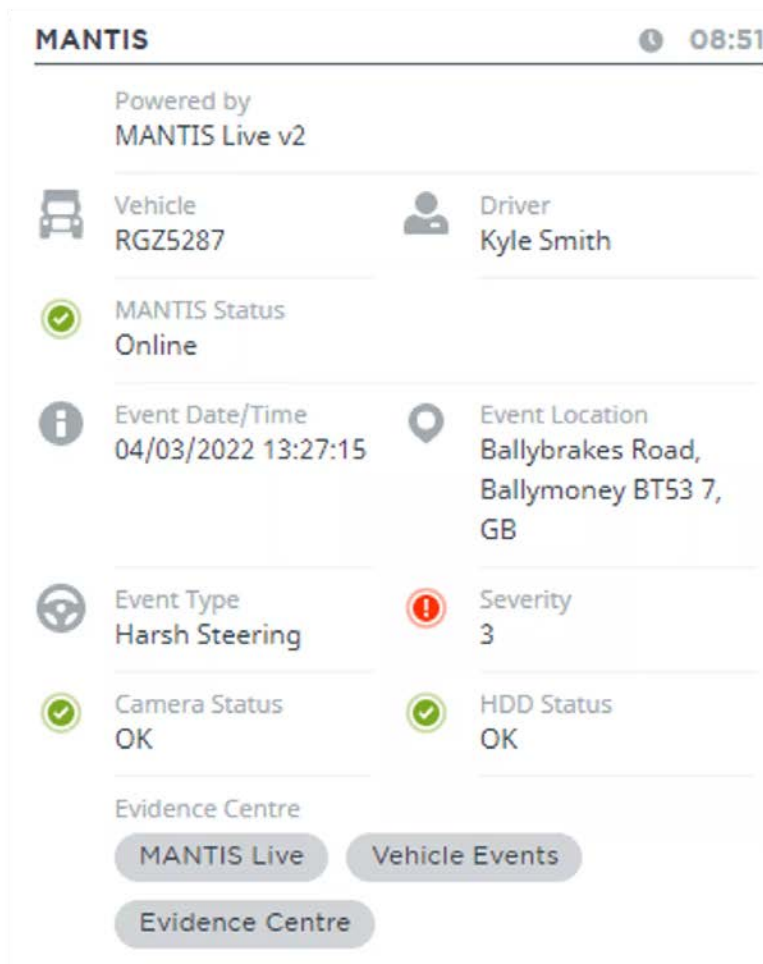 MANTIS 08:51
Powered by
MANTIS Live v2
Vehicle
RGZ5287
Driver
Kyle Smith
MANTIS Status
Online
Event Date/Time
04/03/2022 13:27:15
Event Location
Ballybrakes Road,
Ballymoney BT53 7,
GB
Event Type
Harsh Steering
Severity
3
Camera Status
OK
HDD Status
OK
Evidence Centre
MANTIS Live
Vehicle Events
Evidence Centre